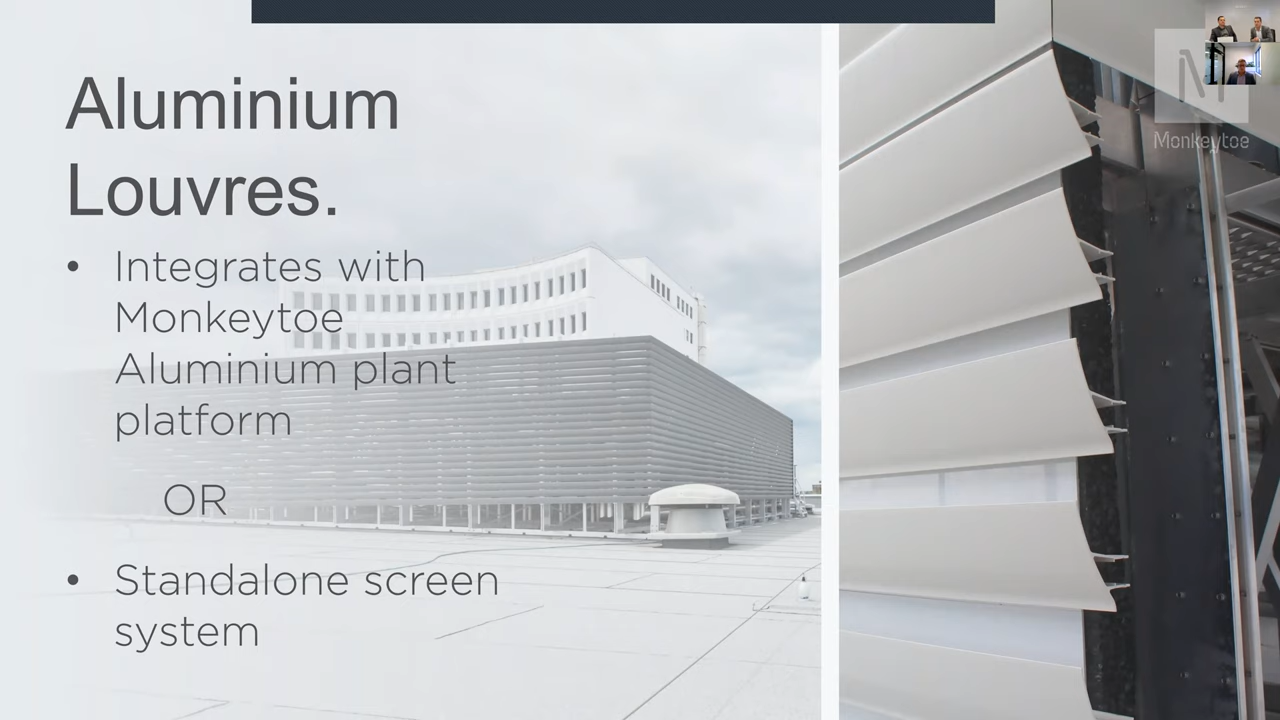 Aluminium
Louvres.
• Integrates with
Monkeytoe
Aluminium plant
platform
OR
• Standalone screen
system
M
Monkeytoe